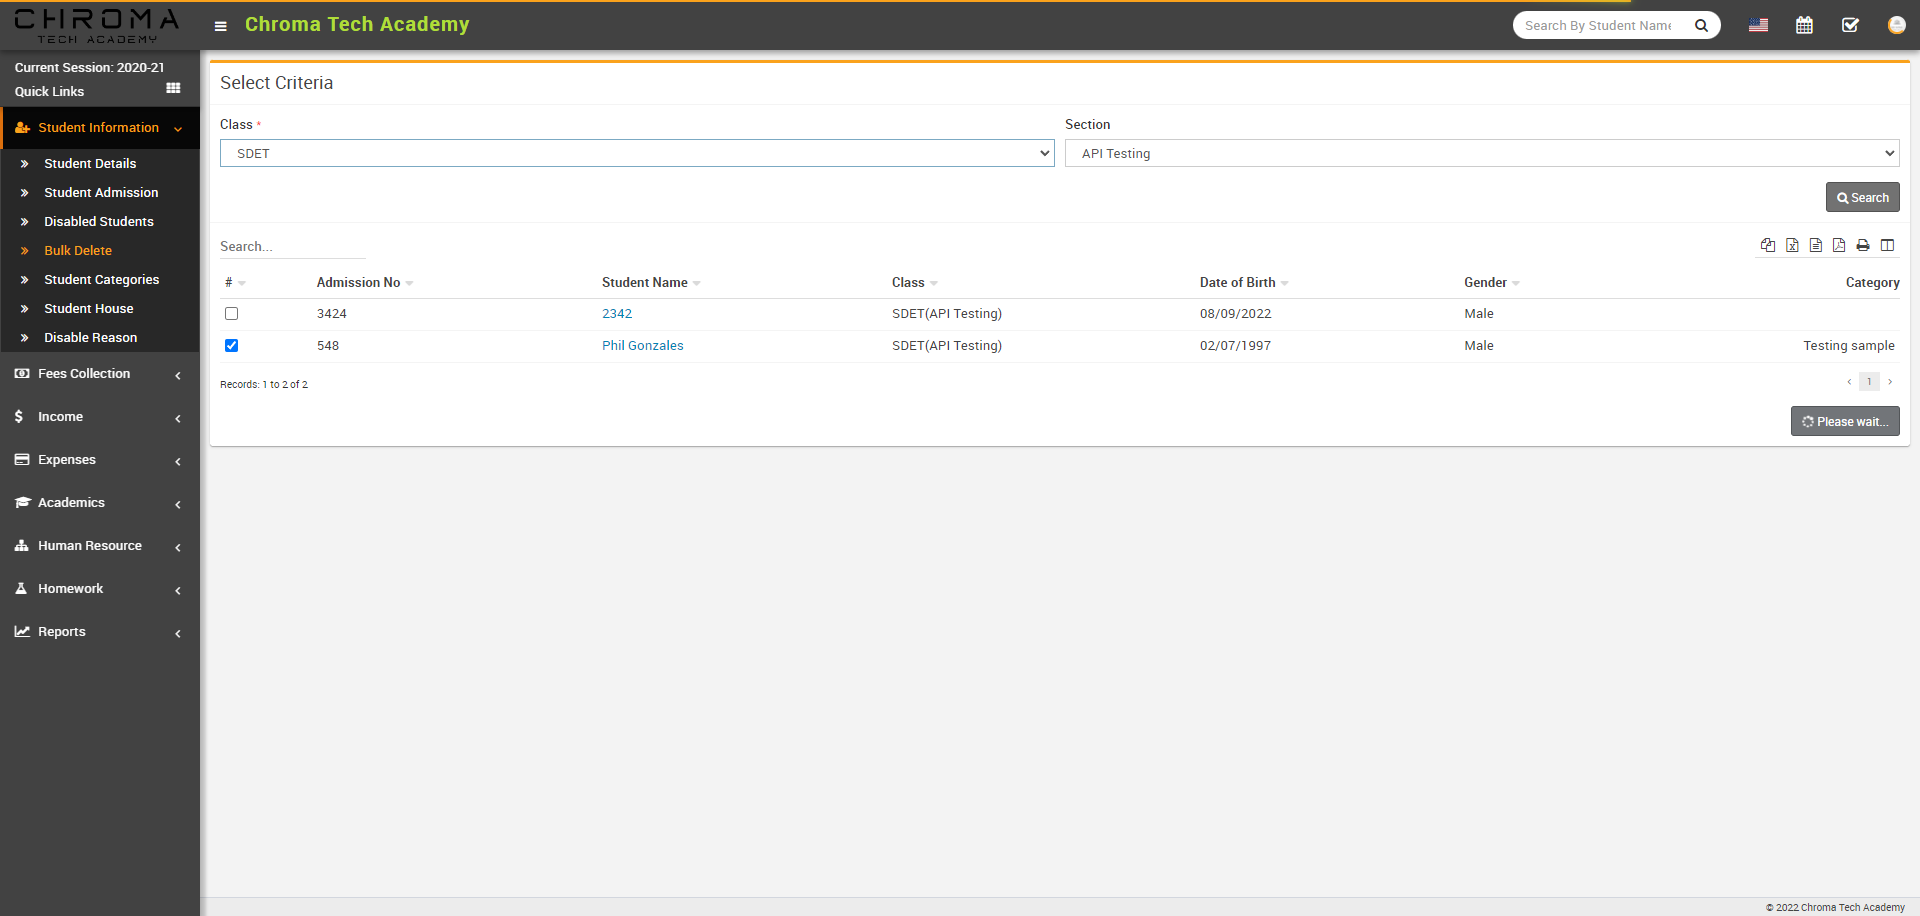 CHROMA
TECH ACADEMY
Chroma Tech Academy
Search By Student Name
Current Session: 2020-21
Quick Links
Student Information
Student Details
Student Admission
Disabled Students
Bulk Delete
Student Categories
Student House
Disable Reason
Fees Collection
Income
Expenses
Academics
Human Resource
Homework
Reports
Select Criteria
Class * Section
SDET API Testing
Search
Search...
# Admission No Student Name Class Date of Birth Gender Category
3424 2342 SDET(API Testing) 08/09/2022 Male
548 Phil Gonzales SDET(API Testing) 02/07/1997 Male Testing sample
Records: 1 to 2 of 2
1
Please wait...
© 2022 Chroma Tech Academy